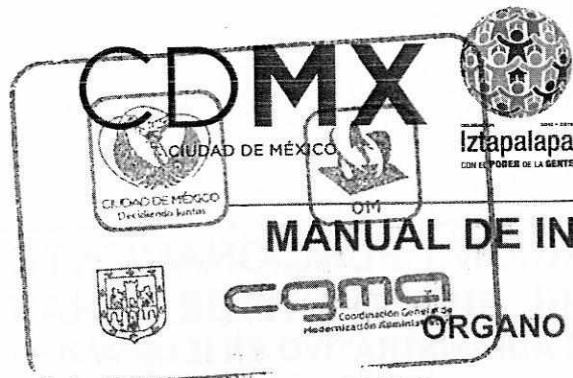 CDMX
CIUDAD DE MÉXICO
Iztapalapa
CON EL PODER DE LA GENTE
CIUDAD DE MÉXICO
Decidiendo Juntos
OM
MANUAL DE IN
cgma
Coordinación General de
Modernización Administ
ÓRGANO